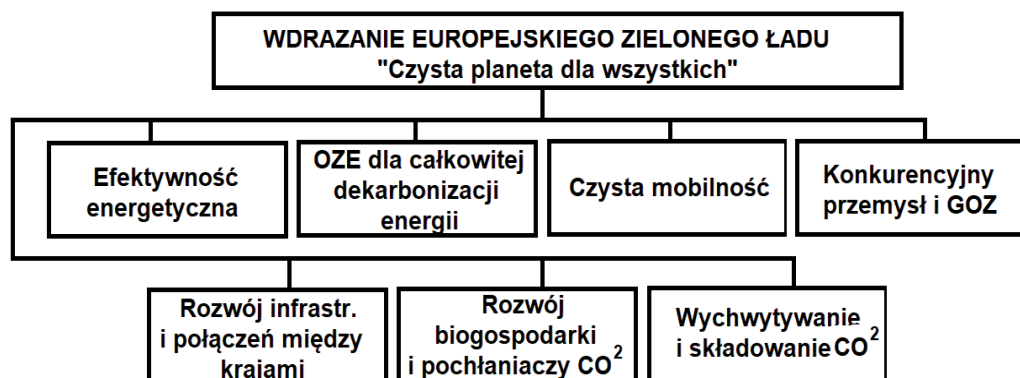 WDRAZANIE EUROPEJSKIEGO ZIELONEGO ŁADU
"Czysta planeta dla wszystkich"
Efektywność
energetyczna
OZE dla całkowitej
dekarbonizacji
energii
Czysta mobilność
Konkurencyjny
przemysł i GOZ
Rozwój infrastr.
i połączeń między
krajami
Rozwój
biogospodarki
i pochłaniaczy CO²
Wychwytywanie
i składowanie CO²